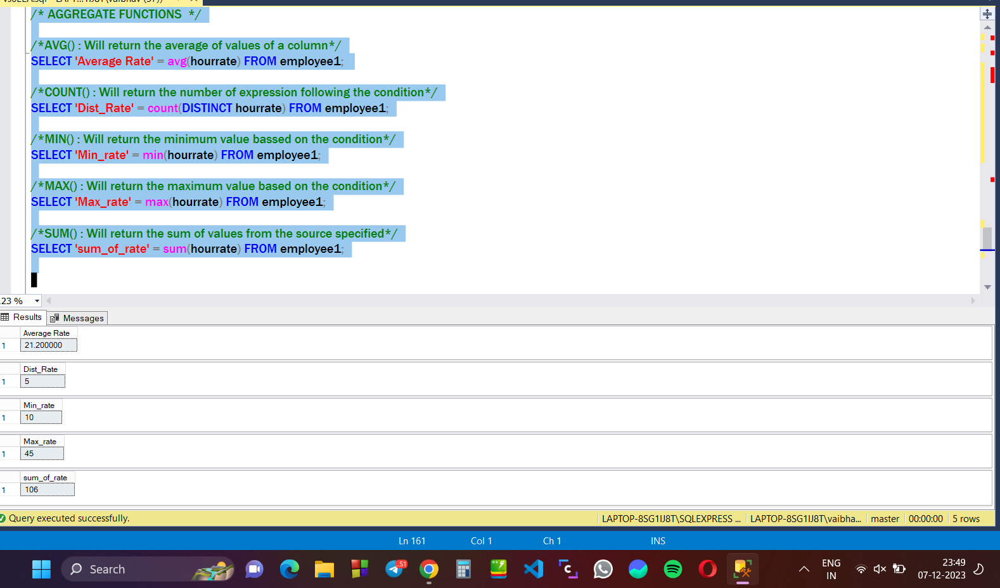 /* AGGREGATE FUNCTIONS  */
/*AVG() : Will return the average of values of a column*/
SELECT 'Average Rate' = avg(hourrate) FROM employee1;
/*COUNT() : Will return the number of expression following the condition*/
SELECT 'Dist_Rate' = count(DISTINCT hourrate) FROM employee1;
/*MIN() : Will return the minimum value bassed on the condition*/
SELECT 'Min_rate' = min(hourrate) FROM employee1;
/*MAX() : Will return the maximum value based on the condition*/
SELECT 'Max_rate' = max(hourrate) FROM employee1;
/*SUM() : Will return the sum of values from the source specified*/
SELECT 'sum_of_rate' = sum(hourrate) FROM employee1;
23 %
Results Messages
Average Rate
1 21.200000
Dist_Rate
1 5
Min_rate
1 10
Max_rate
1 45
sum_of_rate
1 106
Query executed successfully. LAPTOP-8SG1IJ8T\SQLEXPRESS ... LAPTOP-8SG1IJ8T\vaibha... master 00:00:00 5 rows
Ln 161 Col 1 Ch 1 INS
Search 51 ENG IN 23:49 07-12-2023